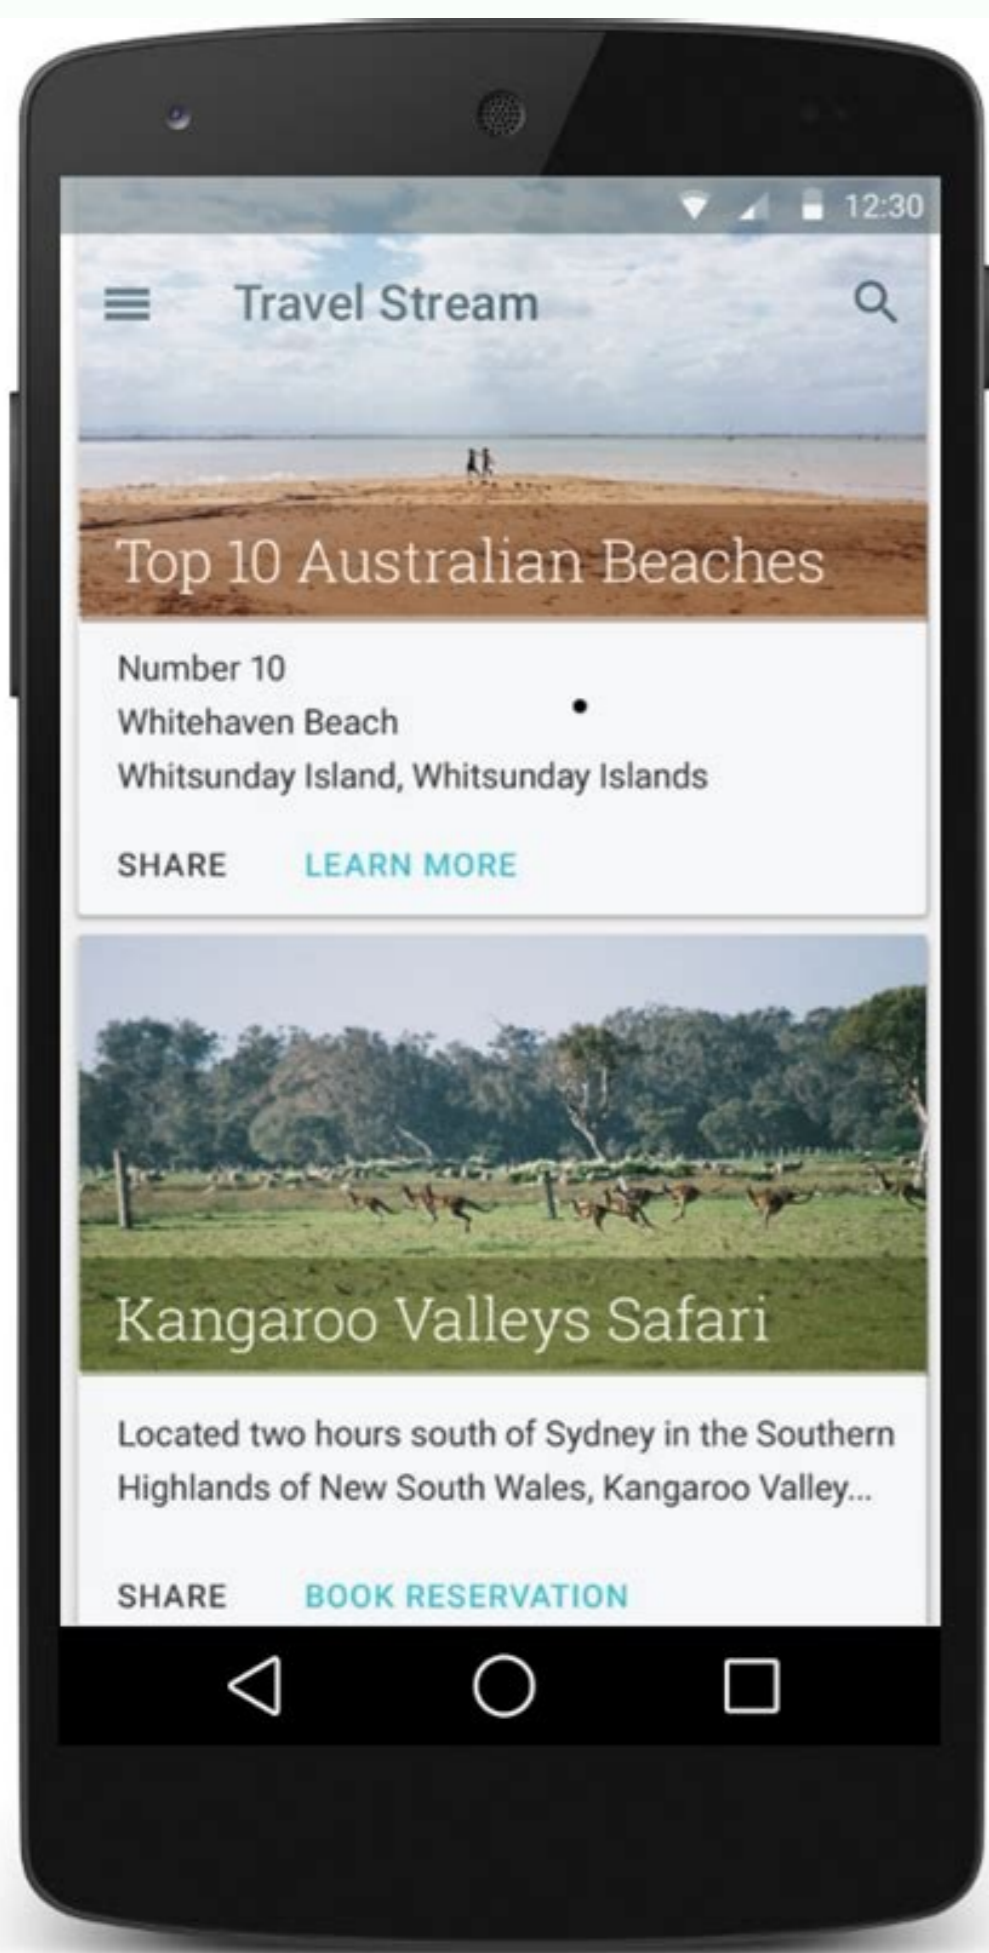 12:30
Travel Stream
Top 10 Australian Beaches
Number 10
Whitehaven Beach
Whitsunday Island, Whitsunday Islands
SHARE LEARN MORE
Kangaroo Valleys Safari
Located two hours south of Sydney in the Southern
Highlands of New South Wales, Kangaroo Valley...
SHARE BOOK RESERVATION